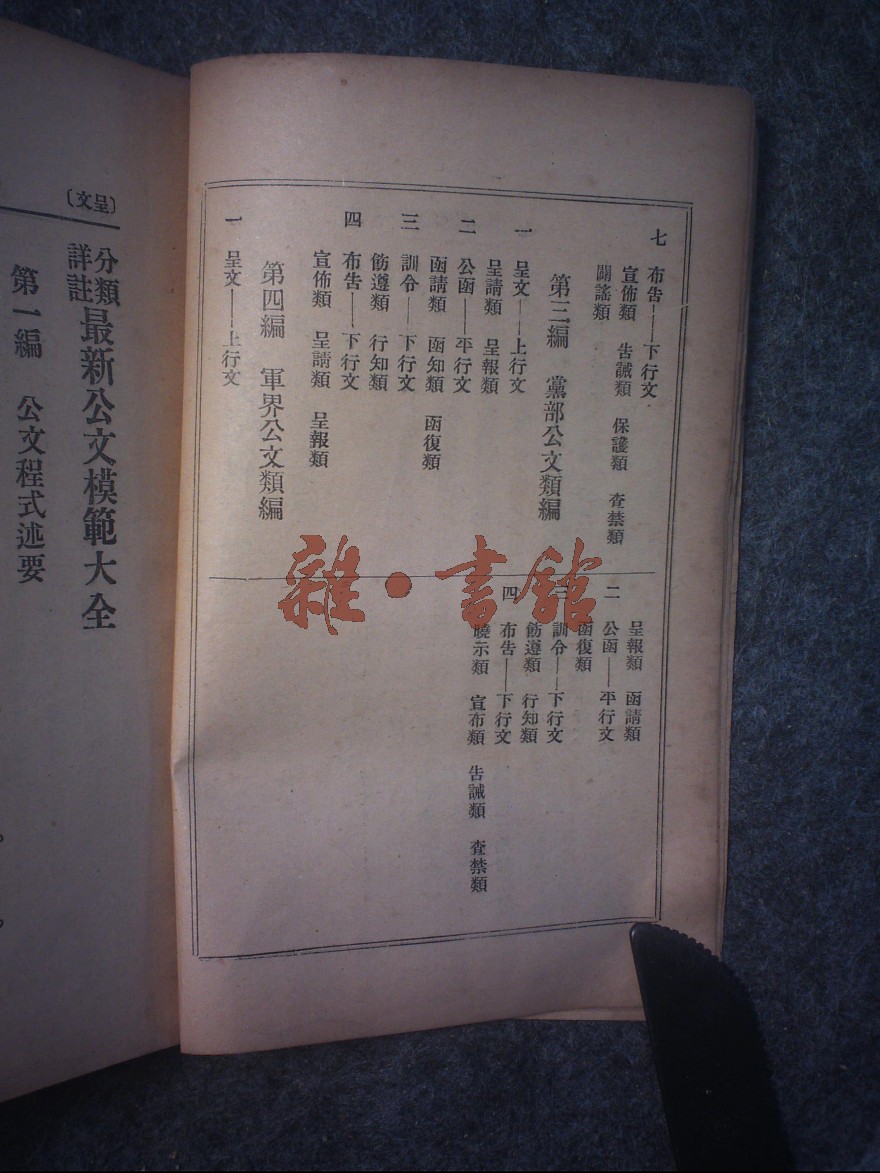 七 布告——下行文
宣佈類 告誡類 保護類 查禁類
闢謠類
第三編 黨部公文類編
一 呈文——上行文
呈請類 呈報類
二 公函——平行文
函請類 函知類 函復類
三 訓令——下行文
飭遵類 行知類
四 布告——下行文
宣佈類 呈請類 呈報類
第四編 軍界公文類編
一 呈文——上行文
呈報類 函請類
二 公函——平行文
函復類
三 訓令——下行文
飭遵類 行知類
四 布告——下行文
曉示類 宣布類 告誡類 查禁類
雜·書館
〔呈文〕
分類詳註最新公文模範大全
第一編 公文程式述要